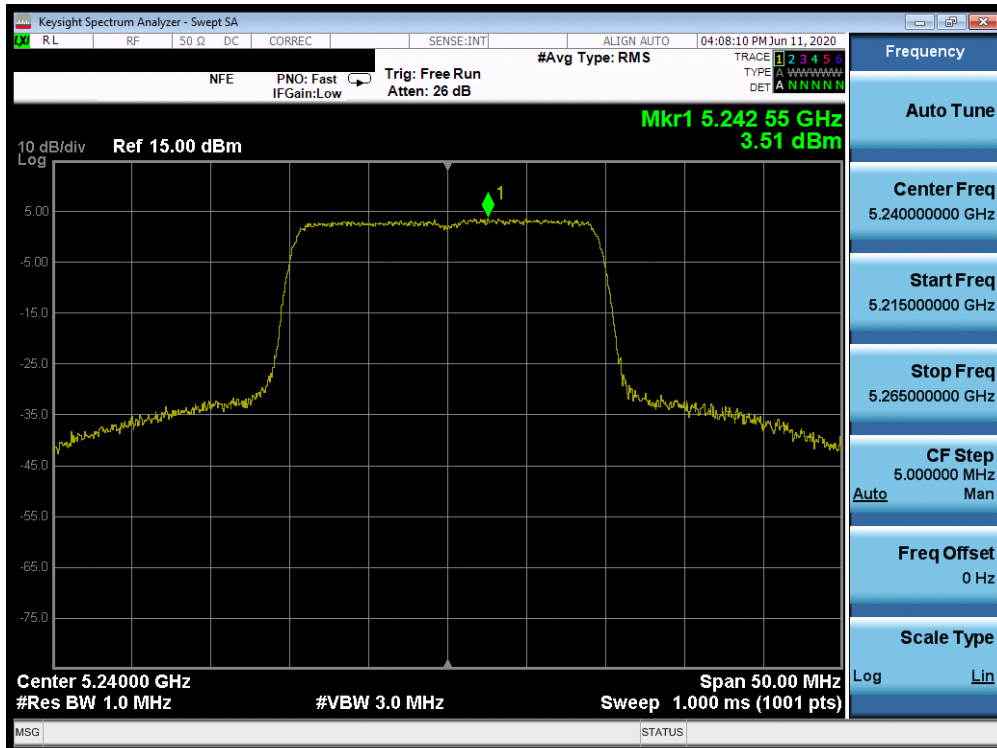 Keysight Spectrum Analyzer - Swept SA
LXI RL RF 50 Ω DC CORREC SENSE:INT ALIGN AUTO 04:08:10 PM Jun 11, 2020
NFE PNO: Fast Trig: Free Run #Avg Type: RMS TRACE 1 2 3 4 5 6
IFGain:Low Atten: 26 dB TYPE A WWWWW
DET A N N N N N
Mkr1 5.242 55 GHz
3.51 dBm
10 dB/div Ref 15.00 dBm
Log
1
5.00
-5.00
-15.0
-25.0
-35.0
-45.0
-55.0
-65.0
-75.0
Center 5.24000 GHz Span 50.00 MHz
#Res BW 1.0 MHz #VBW 3.0 MHz Sweep 1.000 ms (1001 pts)
MSG STATUS
Frequency
Auto Tune
Center Freq
5.240000000 GHz
Start Freq
5.215000000 GHz
Stop Freq
5.265000000 GHz
CF Step
5.000000 MHz
Auto Man
Freq Offset
0 Hz
Scale Type
Log Lin